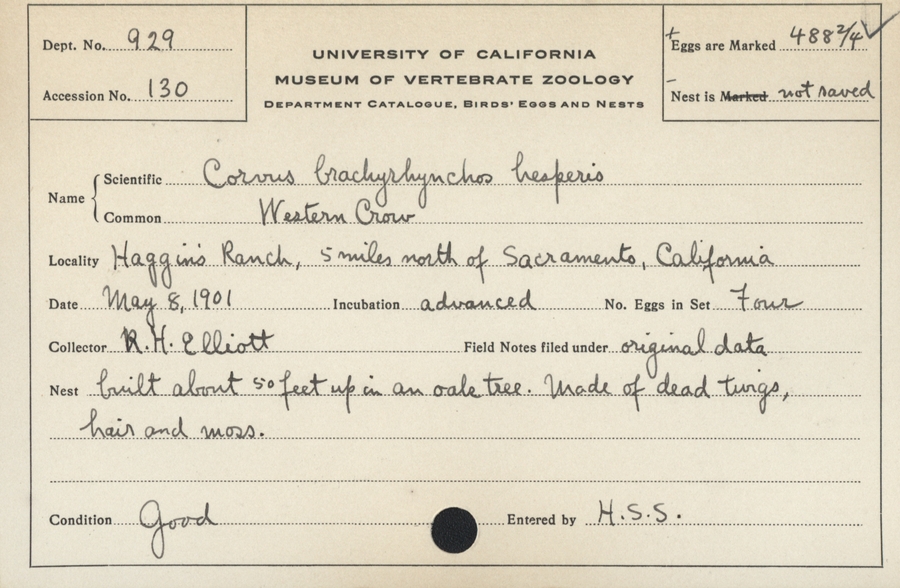 Dept. No. 929
Accession No. 130
UNIVERSITY OF CALIFORNIA
MUSEUM OF VERTEBRATE ZOOLOGY
DEPARTMENT CATALOGUE, BIRDS' EGGS AND NESTS
+ Eggs are Marked 488 2/4 ✓
- Nest is Marked not saved
Name { Scientific Corvus brachyrhynchos hesperis
Common Western Crow
Locality Haggin's Ranch, 5 miles north of Sacramento, California
Date May 8, 1901 Incubation advanced No. Eggs in Set Four
Collector R.H. Elliott Field Notes filed under original data
Nest built about 50 feet up in an oak tree. Made of dead twigs,
hair and moss.
Condition Good Entered by H.S.S.